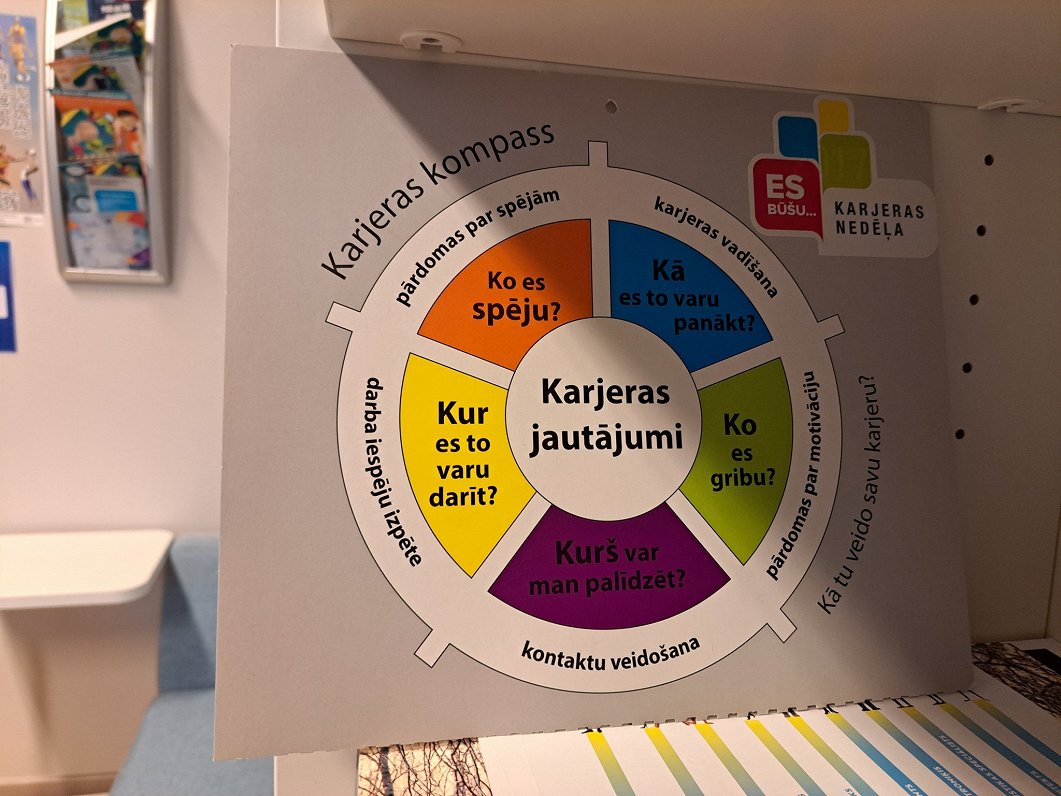 Karjeras kompass
ES
BŪŠU...
KARJERAS
NEDĒĻA
pārdomas par spējām
karjeras vadīšana
Ko es
spēju?
Kā
es to varu
panākt?
Karjeras
jautājumi
Kur
es to
varu
darīt?
Ko
es
gribu?
Kurš var
man palīdzēt?
darba iespēju izpēte
pārdomas par motivāciju
kontaktu veidošana
Kā tu veido savu karjeru?